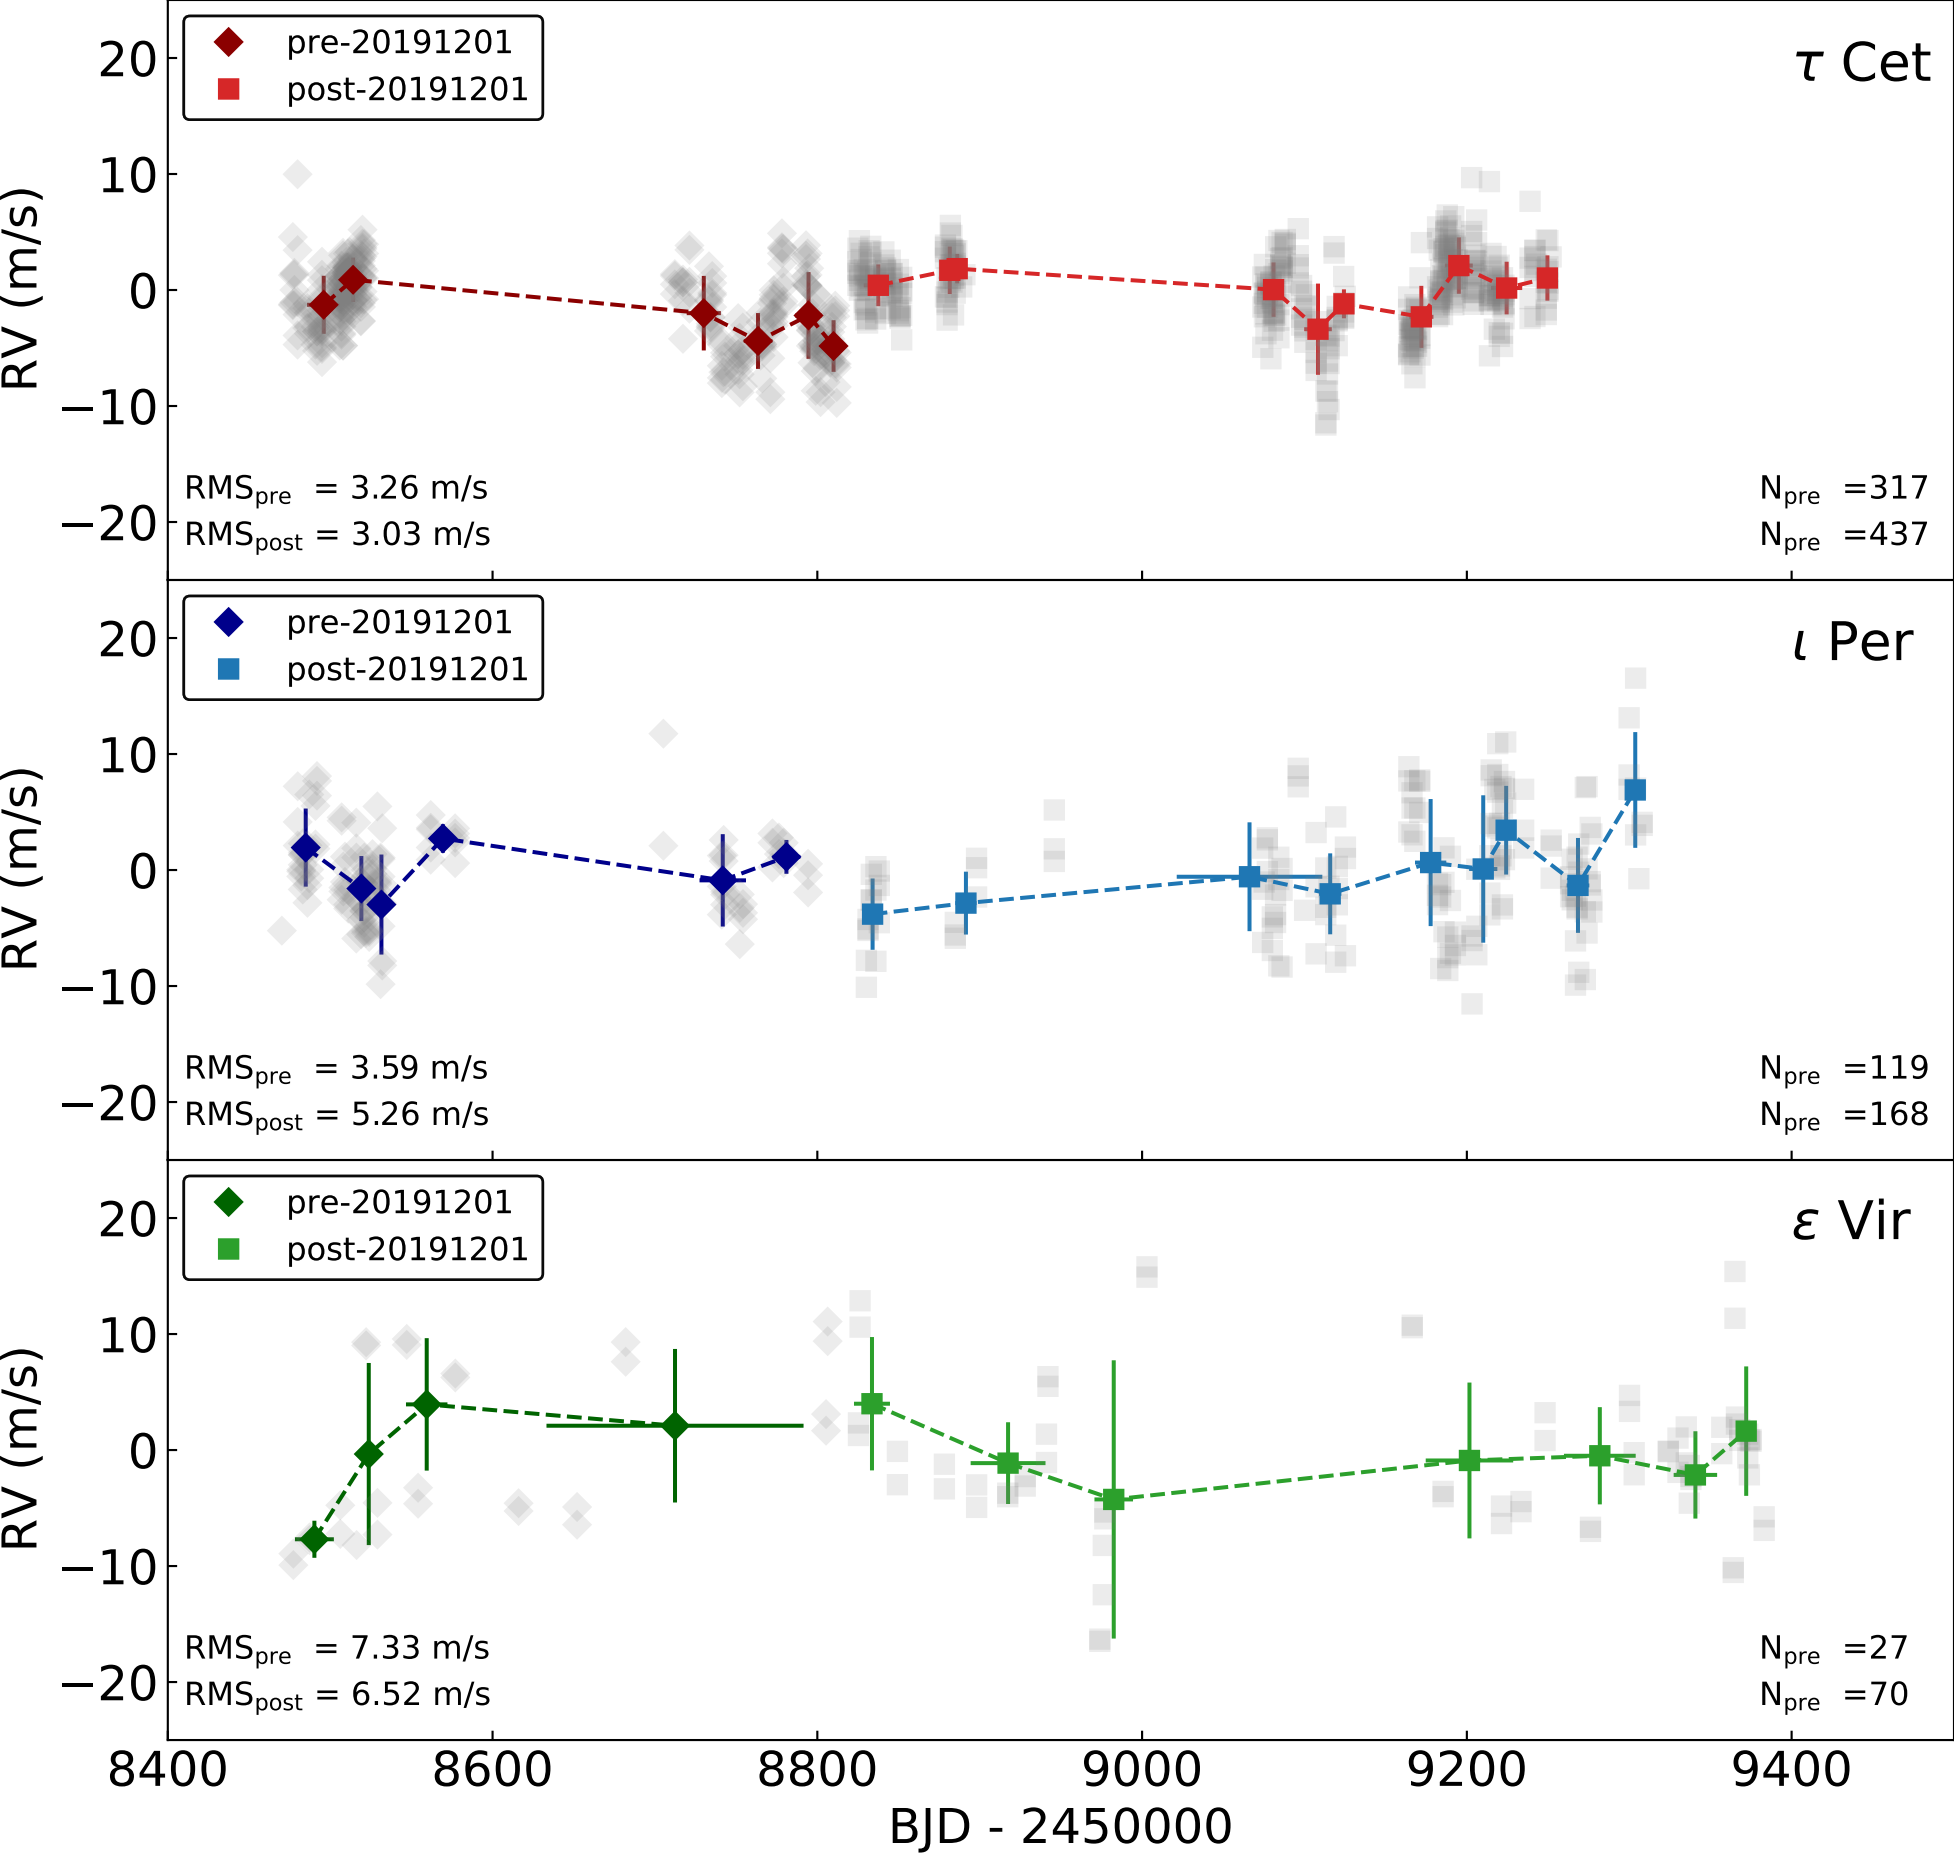 pre-20191201
post-20191201
τ Cet
20
10
0
−10
−20
RV (m/s)
RMSpre = 3.26 m/s
RMSpost = 3.03 m/s
Npre =317
Npre =437
pre-20191201
post-20191201
ι Per
20
10
0
−10
−20
RV (m/s)
RMSpre = 3.59 m/s
RMSpost = 5.26 m/s
Npre =119
Npre =168
pre-20191201
post-20191201
ε Vir
20
10
0
−10
−20
RV (m/s)
RMSpre = 7.33 m/s
RMSpost = 6.52 m/s
Npre =27
Npre =70
8400 8600 8800 9000 9200 9400
BJD - 2450000